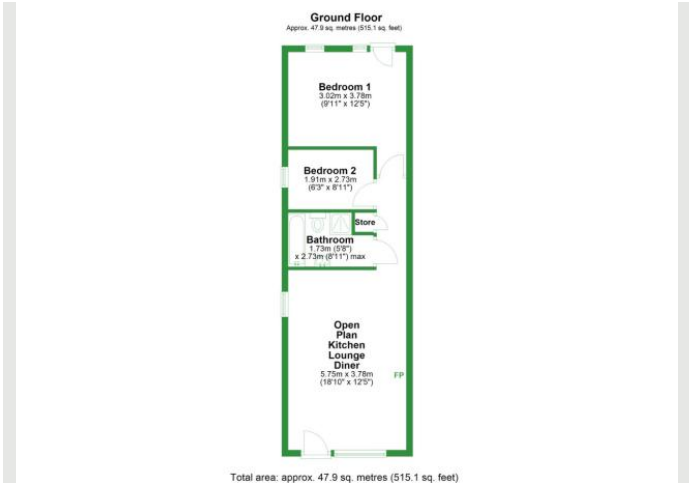 Ground Floor
Approx. 47.9 sq. metres (515.1 sq. feet)
Bedroom 1
3.02m x 3.78m
(9'11" x 12'5")
Bedroom 2
1.91m x 2.73m
(6'3" x 8'11")
Store
Bathroom
1.73m (5'8")
x 2.73m (8'11") max
Open
Plan
Kitchen
Lounge
Diner
5.75m x 3.78m
(18'10" x 12'5")
FP
Total area: approx. 47.9 sq. metres (515.1 sq. feet)